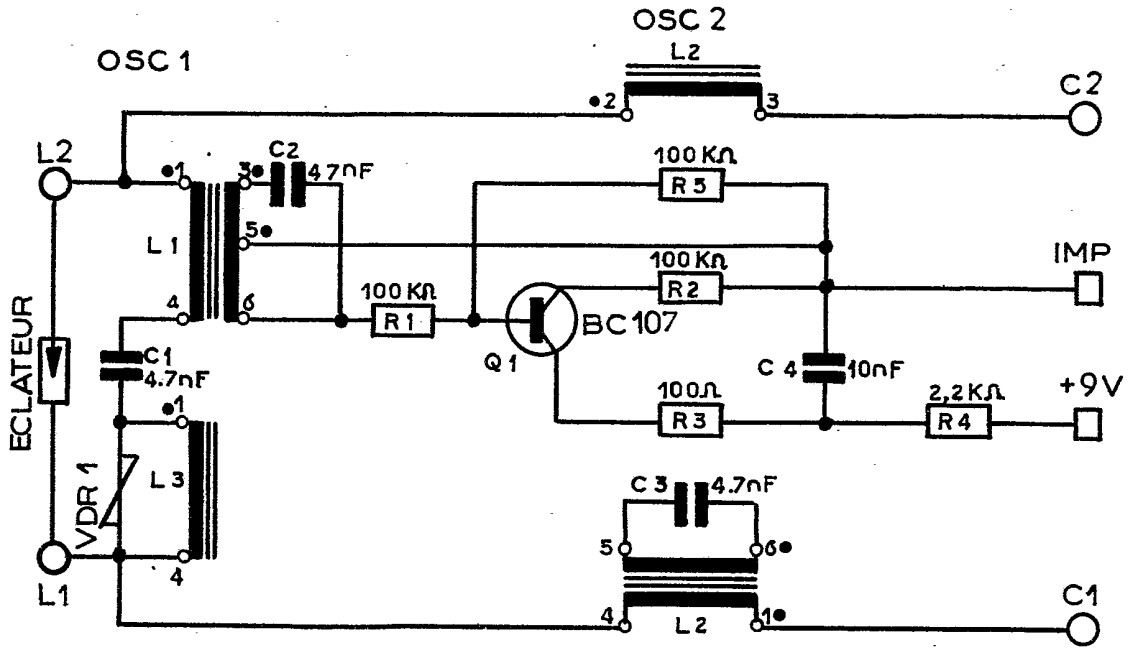 OSC 2
OSC 1
L2
C2
2
3
L2
C2
4.7nF
100 KΩ
R5
1
3
5
L1
IMP
100 KΩ
R2
4
6
100 KΩ
R1
BC107
Q1
ECLATEUR
C1
4.7nF
C4
10nF
+9V
1
100Ω
R3
2,2 KΩ
R4
VDR 1
L3
C3
4.7nF
5
6
4
L1
4
1
L2
C1